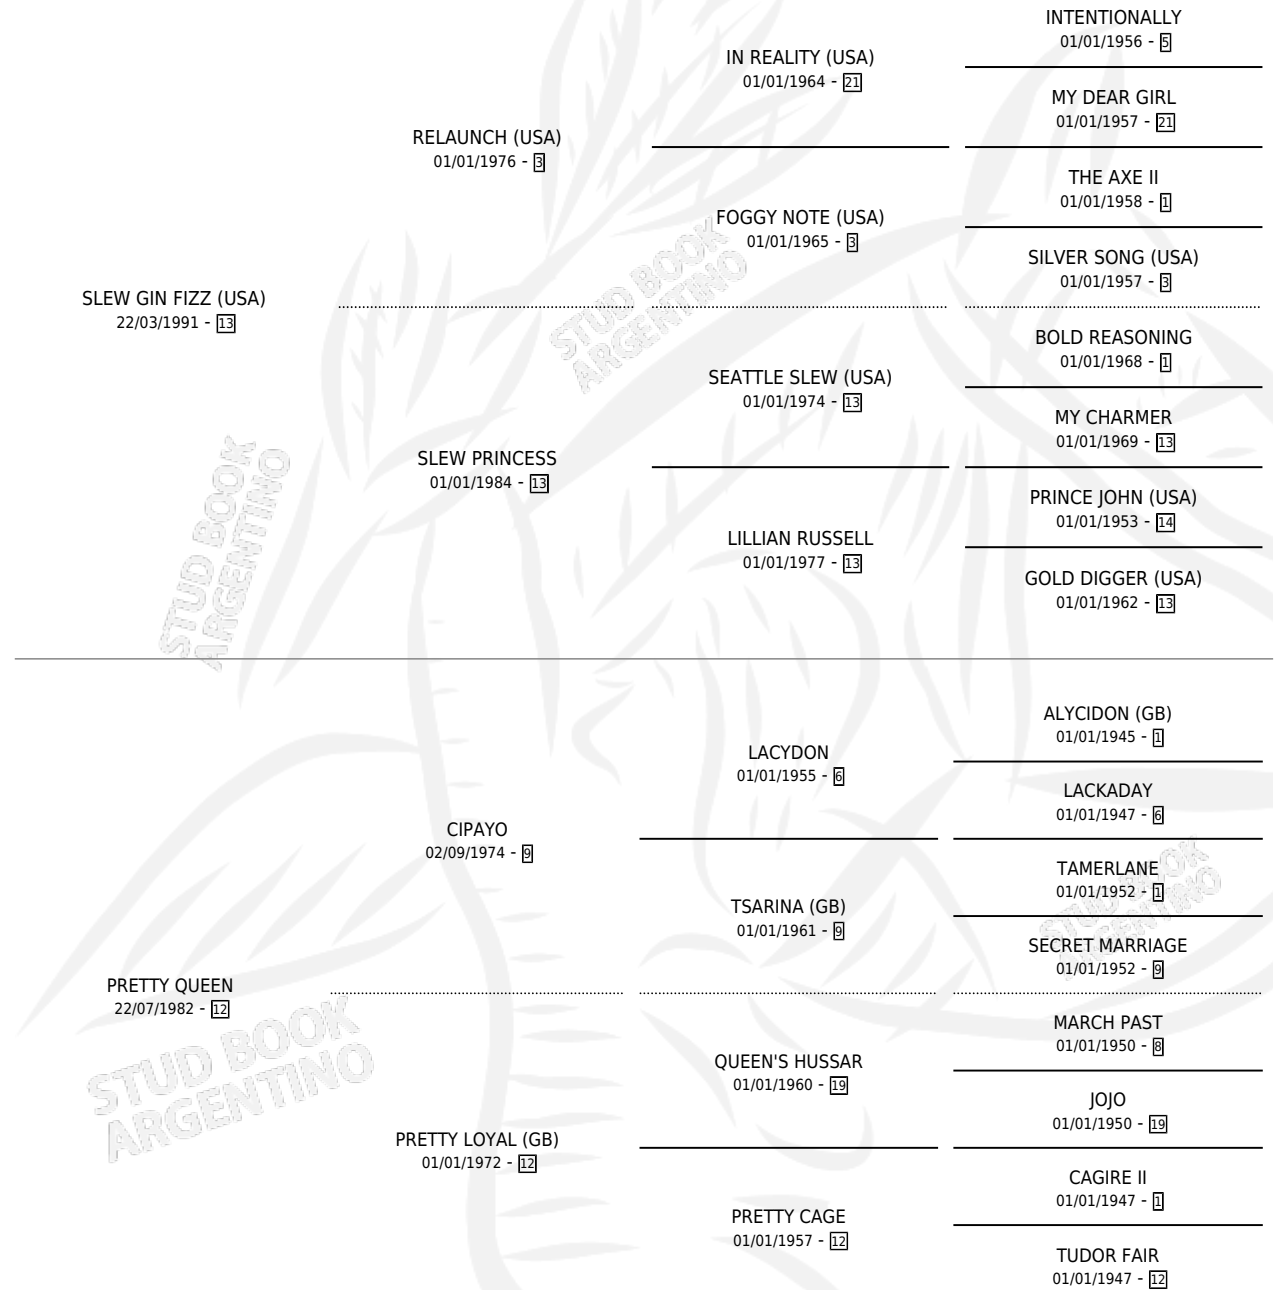 INTENTIONALLY
01/01/1956 - 5
IN REALITY (USA)
01/01/1964 - 21
MY DEAR GIRL
01/01/1957 - 21
RELAUNCH (USA)
01/01/1976 - 3
THE AXE II
01/01/1958 - 1
FOGGY NOTE (USA)
01/01/1965 - 3
SILVER SONG (USA)
01/01/1957 - 3
SLEW GIN FIZZ (USA)
22/03/1991 - 13
BOLD REASONING
01/01/1968 - 1
SEATTLE SLEW (USA)
01/01/1974 - 13
MY CHARMER
01/01/1969 - 13
SLEW PRINCESS
01/01/1984 - 13
PRINCE JOHN (USA)
01/01/1953 - 14
LILLIAN RUSSELL
01/01/1977 - 13
GOLD DIGGER (USA)
01/01/1962 - 13
ALYCIDON (GB)
01/01/1945 - 1
LACYDON
01/01/1955 - 6
LACKADAY
01/01/1947 - 6
CIPAYO
02/09/1974 - 9
TAMERLANE
01/01/1952 - 1
TSARINA (GB)
01/01/1961 - 9
SECRET MARRIAGE
01/01/1952 - 9
PRETTY QUEEN
22/07/1982 - 12
MARCH PAST
01/01/1950 - 8
QUEEN'S HUSSAR
01/01/1960 - 19
JOJO
01/01/1950 - 19
PRETTY LOYAL (GB)
01/01/1972 - 12
CAGIRE II
01/01/1947 - 1
PRETTY CAGE
01/01/1957 - 12
TUDOR FAIR
01/01/1947 - 12
STUD BOOK
ARGENTINO
STUD BOOK
ARGENTINO
STUD BOOK
ARGENTINO
STUD BOOK
ARGENTINO